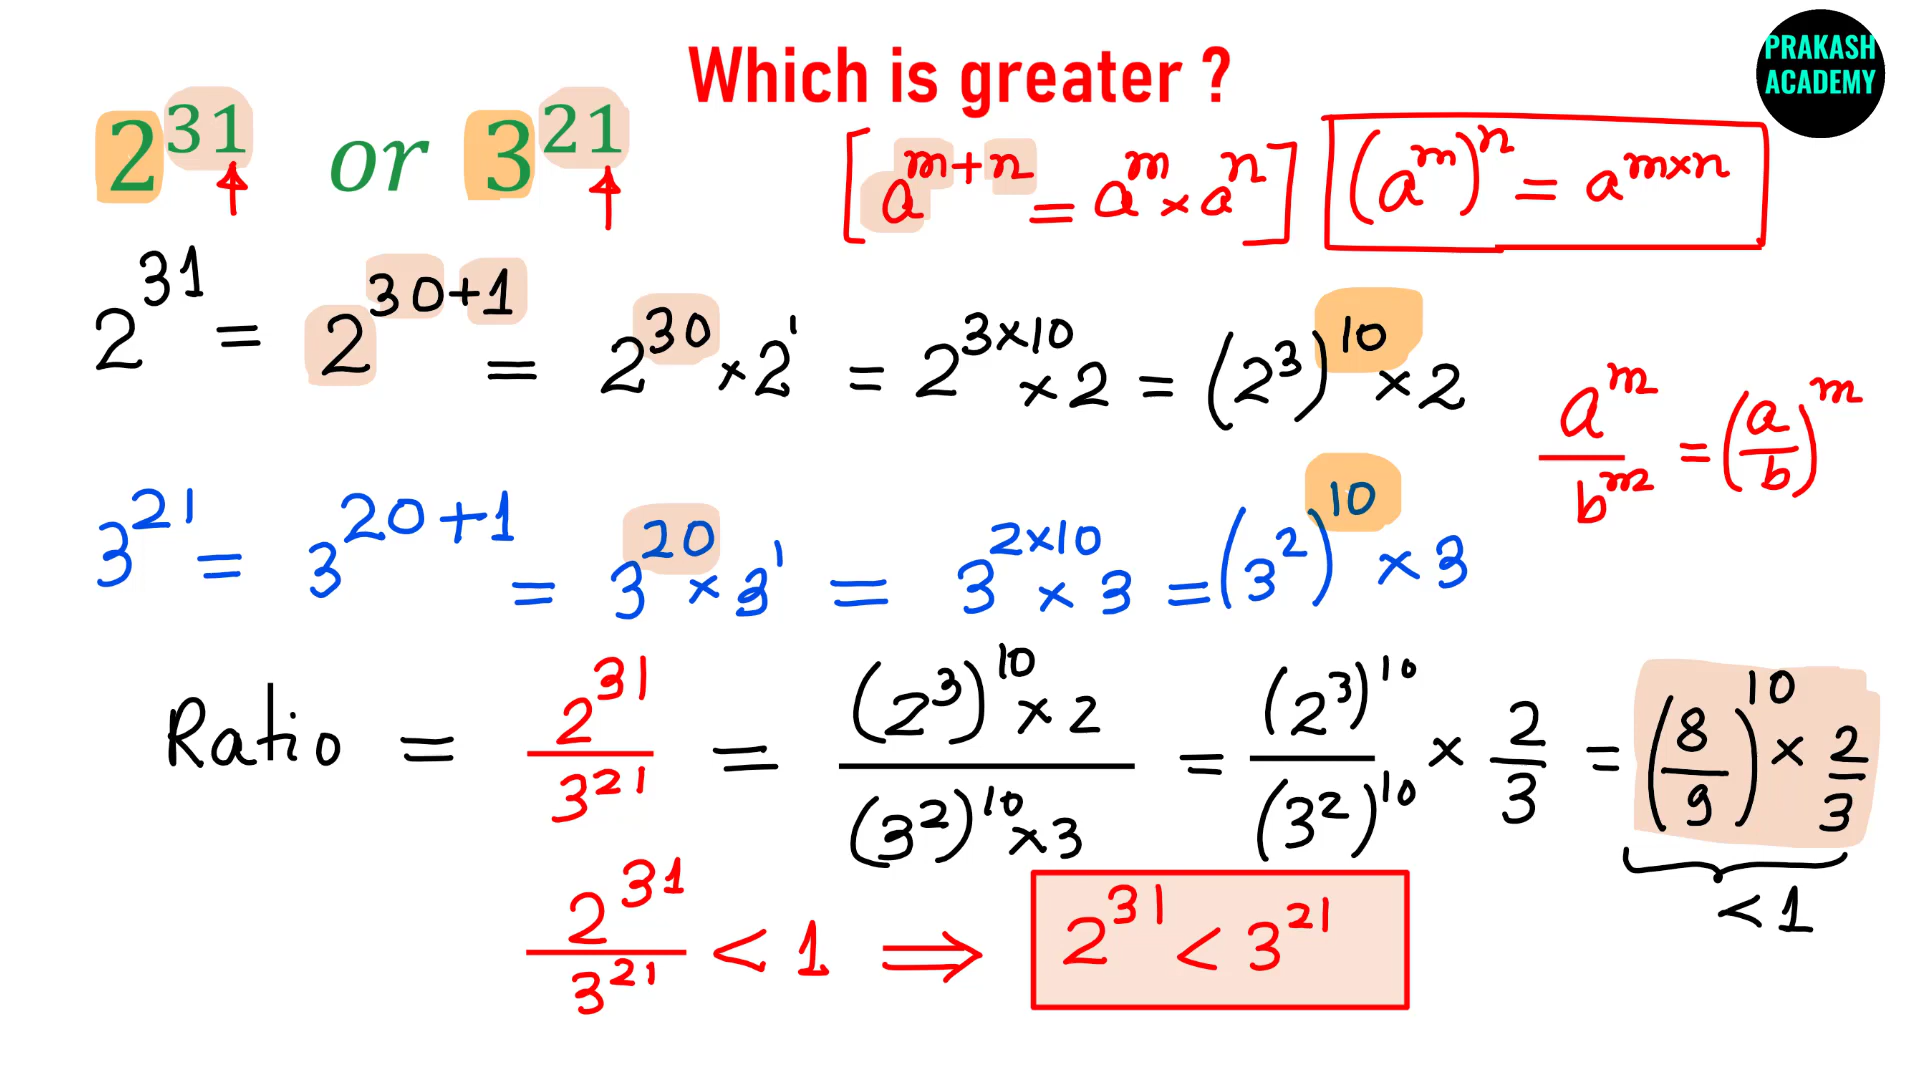 Which is greater ?
PRAKASH
ACADEMY
2^31 or 3^21
[a^(m+n) = a^m × a^n]
(a^m)^n = a^(m×n)
2^31 = 2^(30+1) = 2^30 × 2^1 = 2^(3×10) × 2 = (2^3)^10 × 2
a^m / b^m = (a/b)^m
3^21 = 3^(20+1) = 3^20 × 3^1 = 3^(2×10) × 3 = (3^2)^10 × 3
Ratio = 2^31 / 3^21 = (2^3)^10 × 2 / (3^2)^10 × 3 = (2^3)^10 / (3^2)^10 × 2/3 = (8/9)^10 × 2/3
< 1
2^31 / 3^21 < 1 ⟹ 2^31 < 3^21